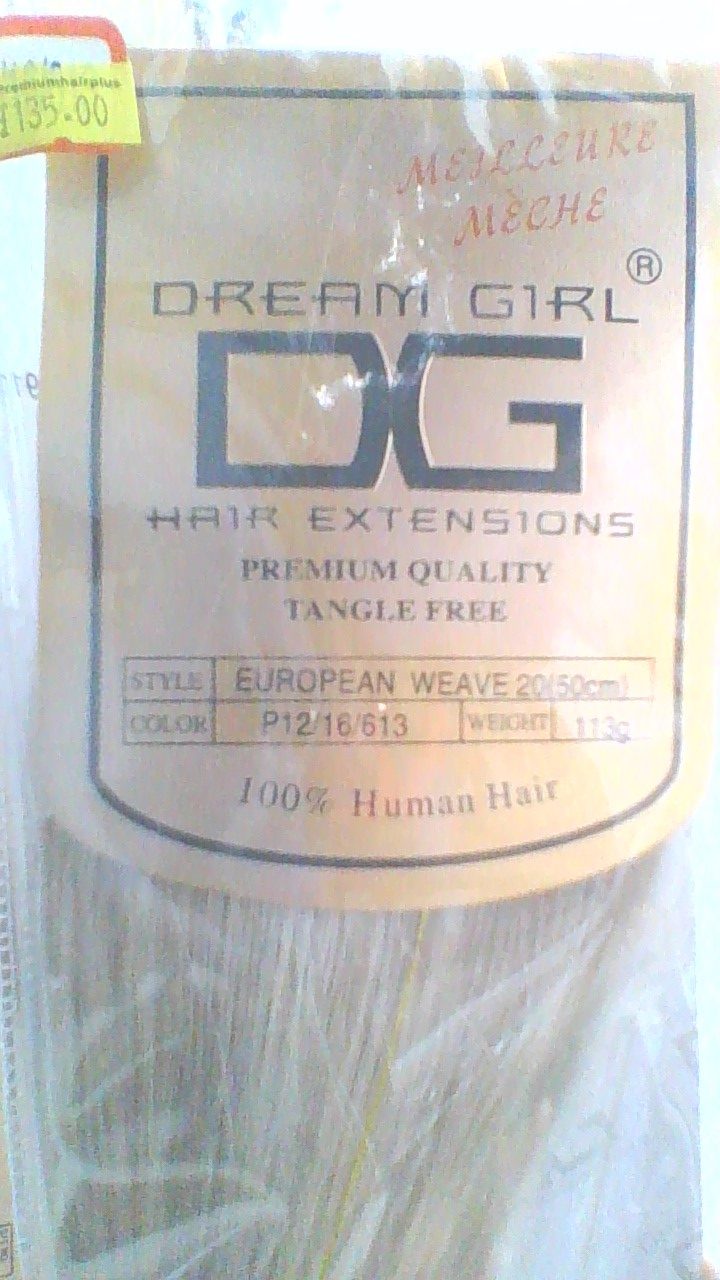 Premiumhairplus
135.00
MEILLEURE
MÈCHE
DREAM GIRL ®
DG
HAIR EXTENSIONS
PREMIUM QUALITY
TANGLE FREE
STYLE EUROPEAN WEAVE 20(50cm)
COLOR P12/16/613 WEIGHT 113g
100% Human Hair